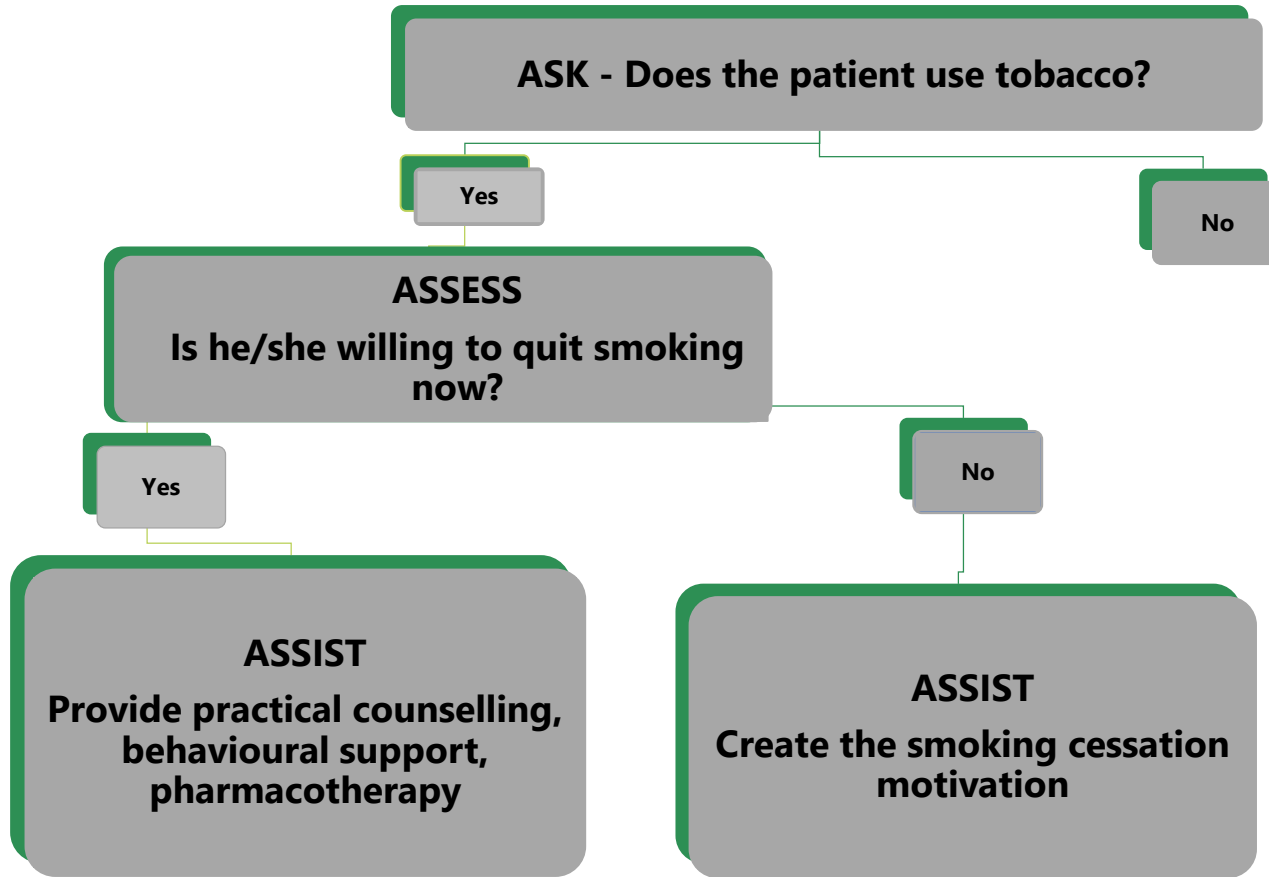 ASK - Does the patient use tobacco?
Yes
No
ASSESS
Is he/she willing to quit smoking
now?
Yes
No
ASSIST
Provide practical counselling,
behavioural support,
pharmacotherapy
ASSIST
Create the smoking cessation
motivation